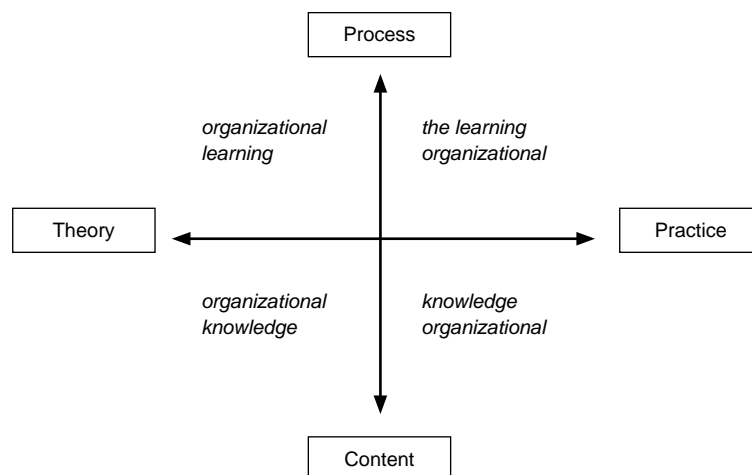 Process
organizational
learning
the learning
organizational
Theory
Practice
organizational
knowledge
knowledge
organizational
Content